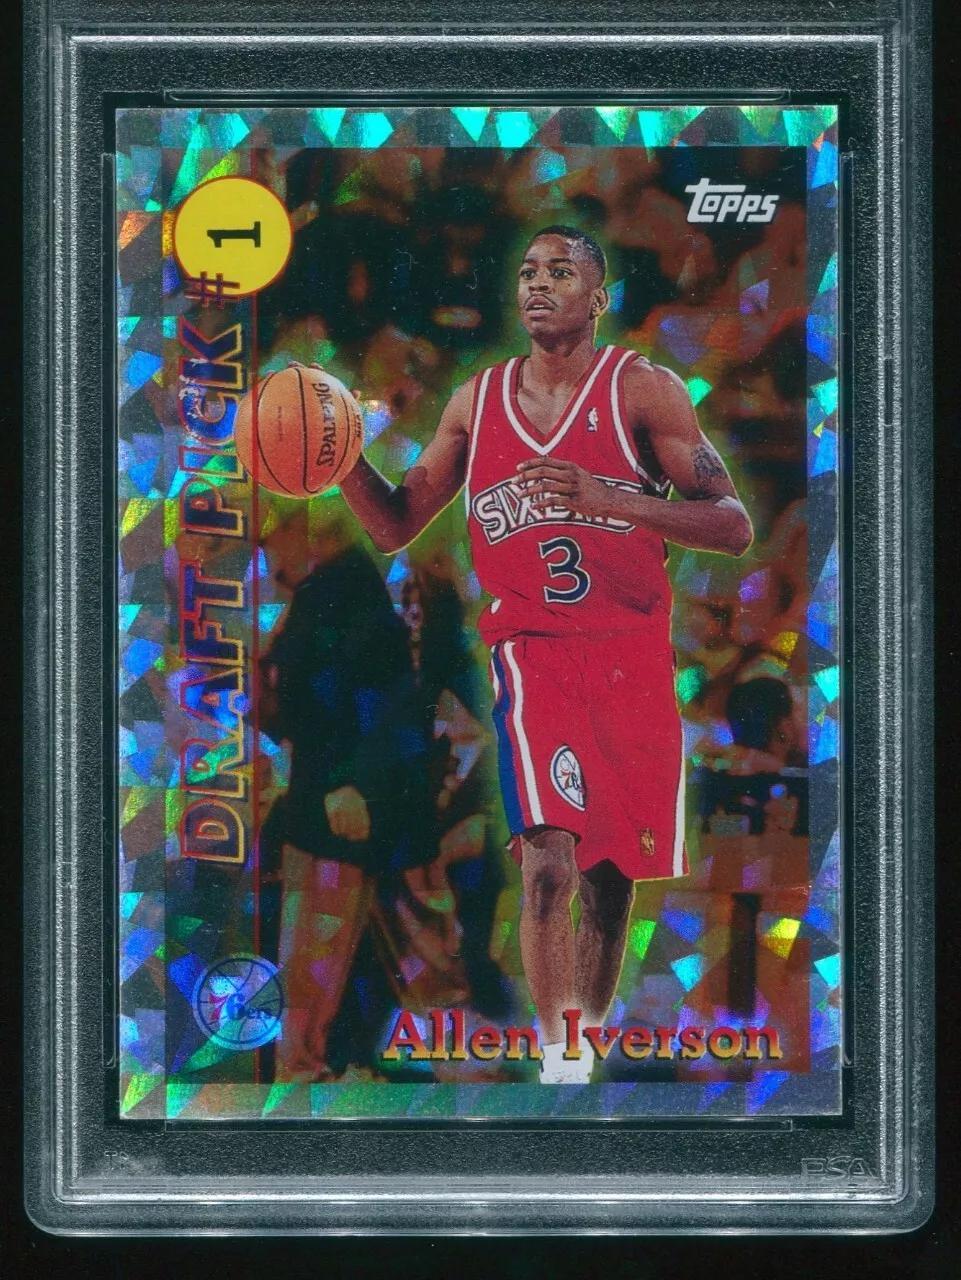 Topps
DRAFT PICK # 1
SPALDING
SIXERS
3
76ers
Allen Iverson
PSA